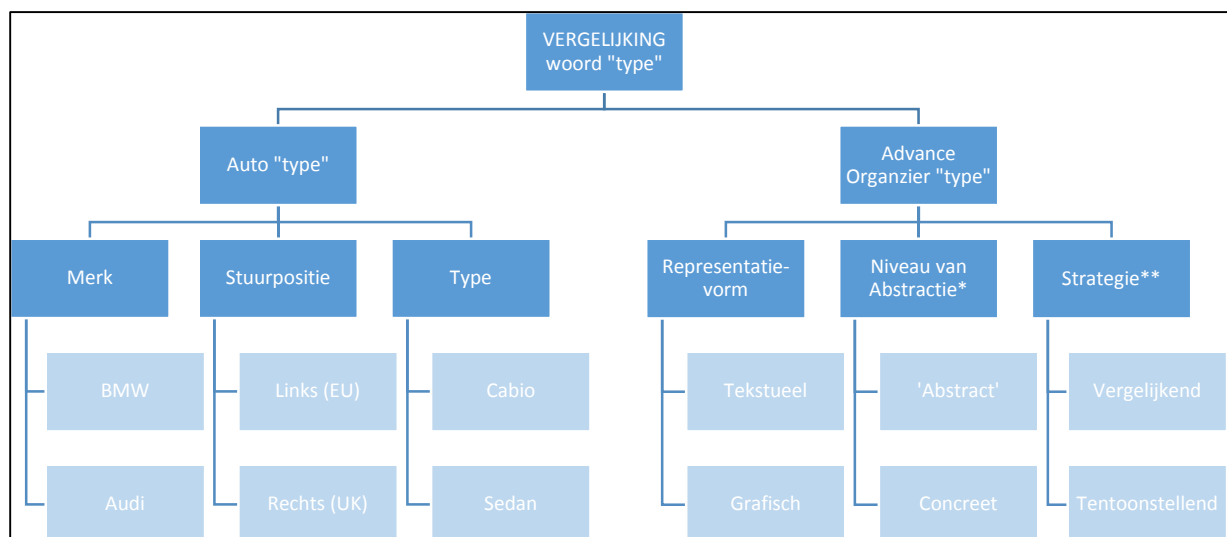 VERGELIJKING
woord "type"
Auto "type"
Advance
Organzier "type"
Merk
Stuurpositie
Type
Representatie-
vorm
Niveau van
Abstractie*
Strategie**
BMW
Links (EU)
Cabio
Tekstueel
'Abstract'
Vergelijkend
Audi
Rechts (UK)
Sedan
Grafisch
Concreet
Tentoonstellend